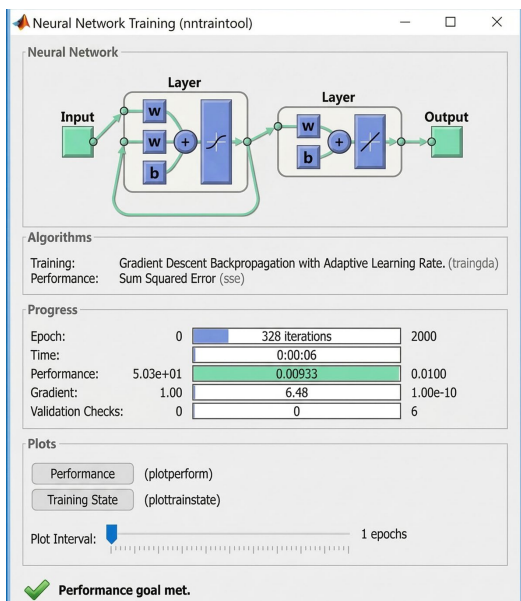 Neural Network Training (nntraintool)
Neural Network
Layer
Layer
Input
Output
w
w
b
+
w
b
+
Algorithms
Training: Gradient Descent Backpropagation with Adaptive Learning Rate. (traingda)
Performance: Sum Squared Error (sse)
Progress
Epoch: 0 328 iterations 2000
Time: 0:00:06
Performance: 5.03e+01 0.00933 0.0100
Gradient: 1.00 6.48 1.00e-10
Validation Checks: 0 0 6
Plots
Performance (plotperform)
Training State (plottrainstate)
Plot Interval: 1 epochs
Performance goal met.